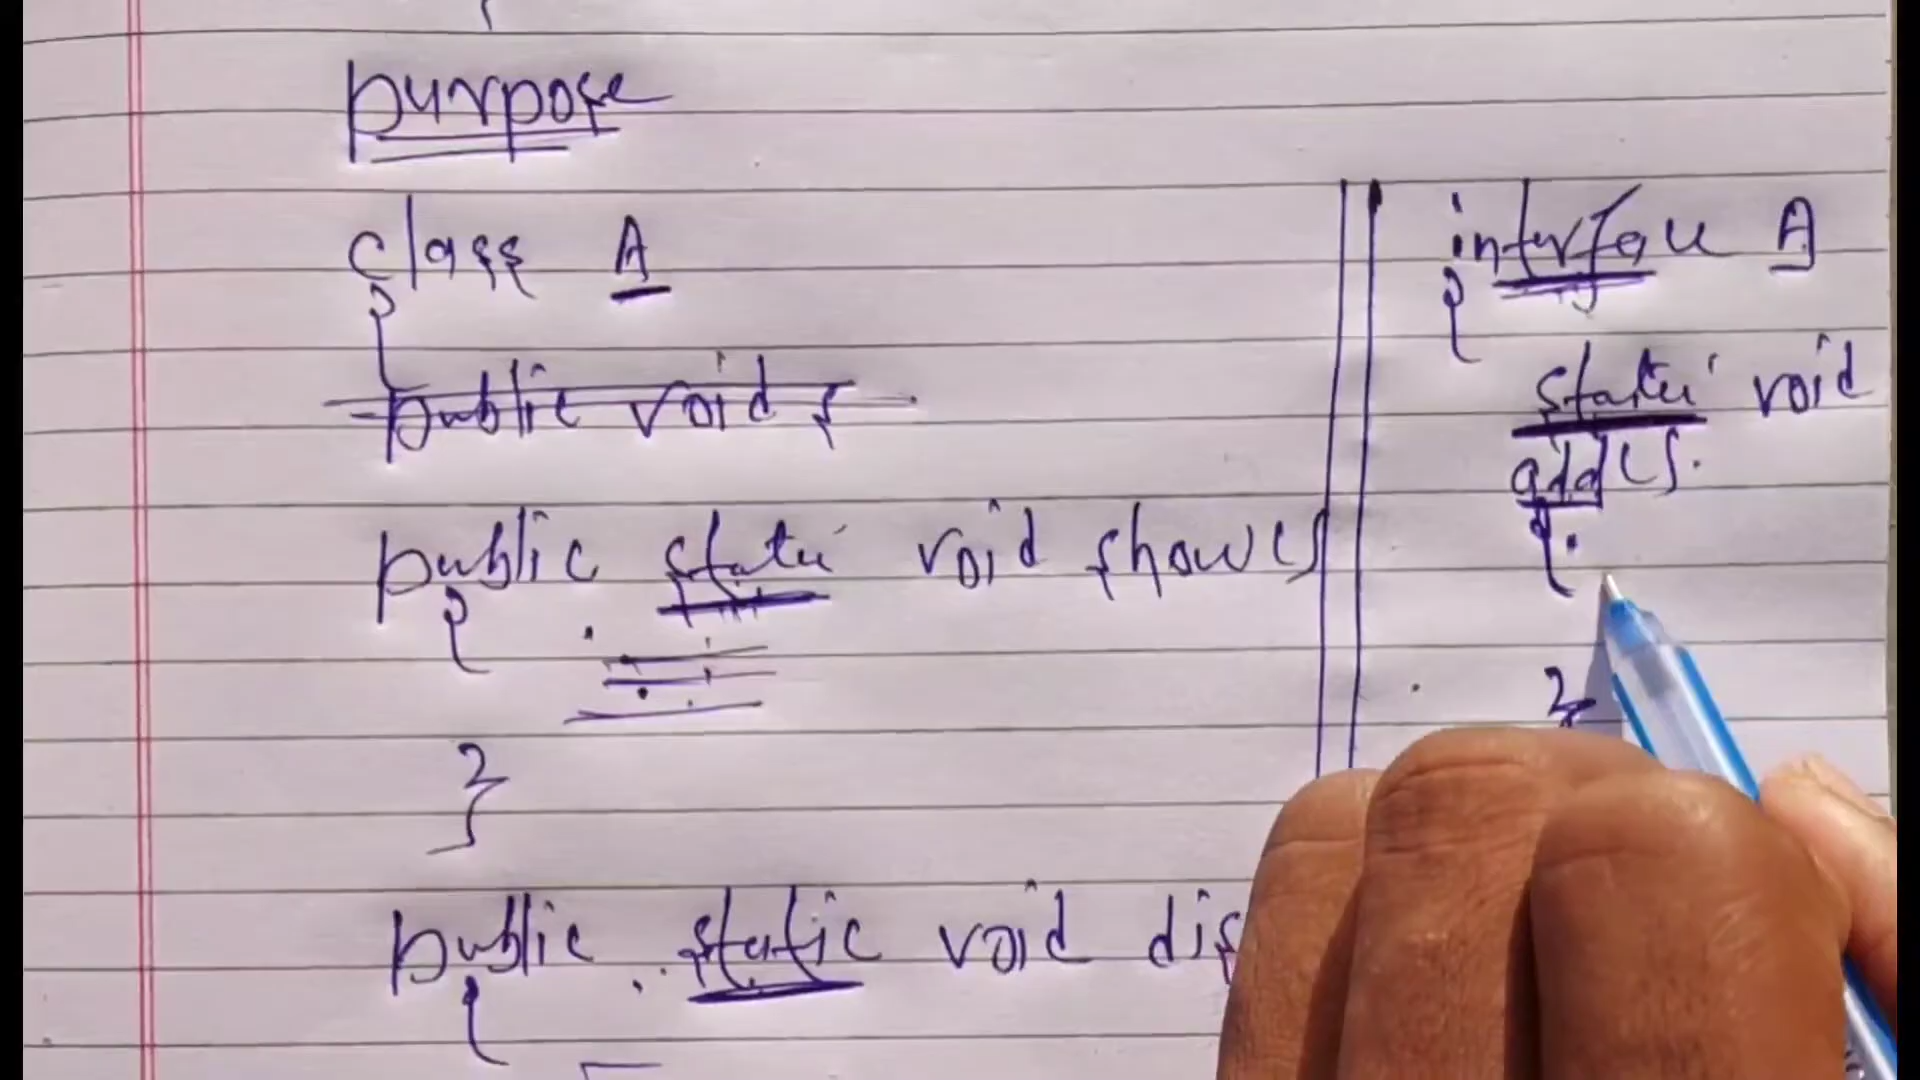 purpose
class A
{
public void s
public static void show()
{
}
public static void dis
{
interface A
{
static void
add().
{
}